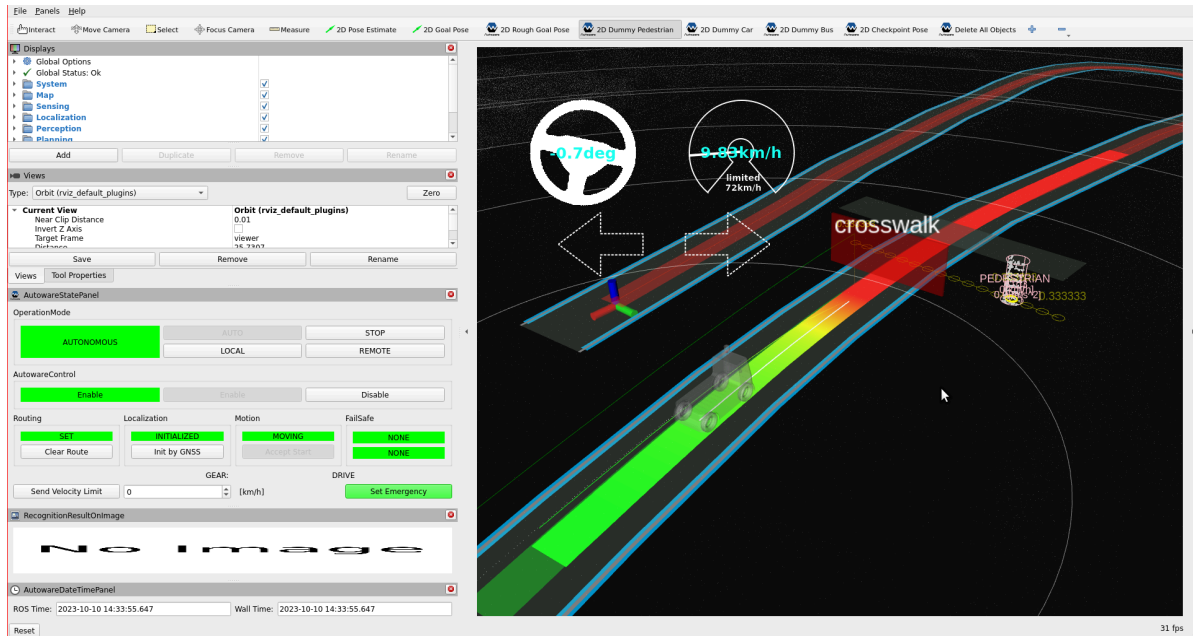 File Panels Help
Interact Move Camera Select Focus Camera Measure 2D Pose Estimate 2D Goal Pose 2D Rough Goal Pose 2D Dummy Pedestrian 2D Dummy Car 2D Dummy Bus 2D Checkpoint Pose Delete All Objects
Displays
Global Options
Global Status: Ok
System
Map
Sensing
Localization
Perception
Planning
Add Duplicate Remove Rename
Views
Type: Orbit (rviz_default_plugins) Zero
Current View Orbit (rviz_default_plugins)
Near Clip Distance 0.01
Invert Z Axis
Target Frame viewer
Distance 25.7307
Save Remove Rename
Views Tool Properties
AutowareStatePanel
OperationMode
AUTONOMOUS AUTO STOP
LOCAL REMOTE
AutowareControl
Enable Enable Disable
Routing Localization Motion FailSafe
SET INITIALIZED MOVING NONE
Clear Route Init by GNSS Accept Start NONE
GEAR: DRIVE
Send Velocity Limit 0 [km/h] Set Emergency
RecognitionResultOnImage
No Image
AutowareDateTimePanel
ROS Time: 2023-10-10 14:33:55.647 Wall Time: 2023-10-10 14:33:55.647
Reset
31 fps
-0.7deg
9.83km/h
limited
72km/h
crosswalk
PEDESTRIAN
0.333333